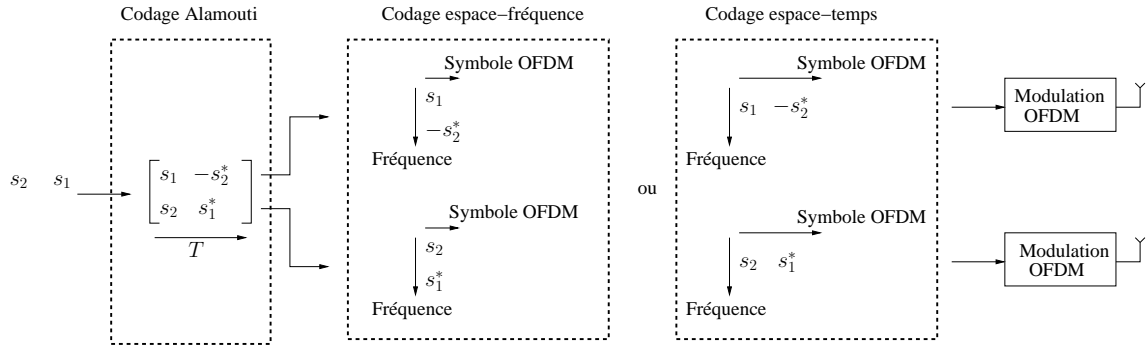 Codage Alamouti
Codage espace−fréquence
Codage espace−temps
s₂ s₁
s₁ −s₂*
s₂ s₁*
T
Symbole OFDM
s₁
−s₂*
Fréquence
Symbole OFDM
s₂
s₁*
Fréquence
ou
Symbole OFDM
s₁ −s₂*
Fréquence
Symbole OFDM
s₂ s₁*
Fréquence
Modulation
OFDM
Modulation
OFDM